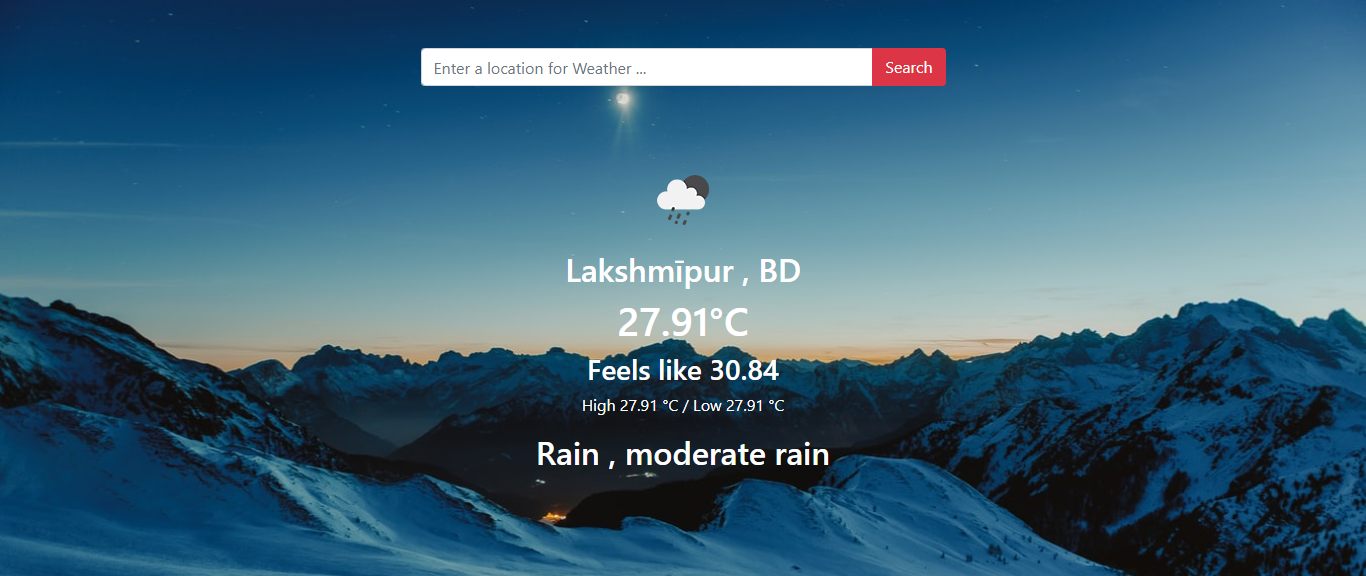 Enter a location for Weather ...
Search
Lakshmīpur , BD
27.91°C
Feels like 30.84
High 27.91 °C / Low 27.91 °C
Rain , moderate rain